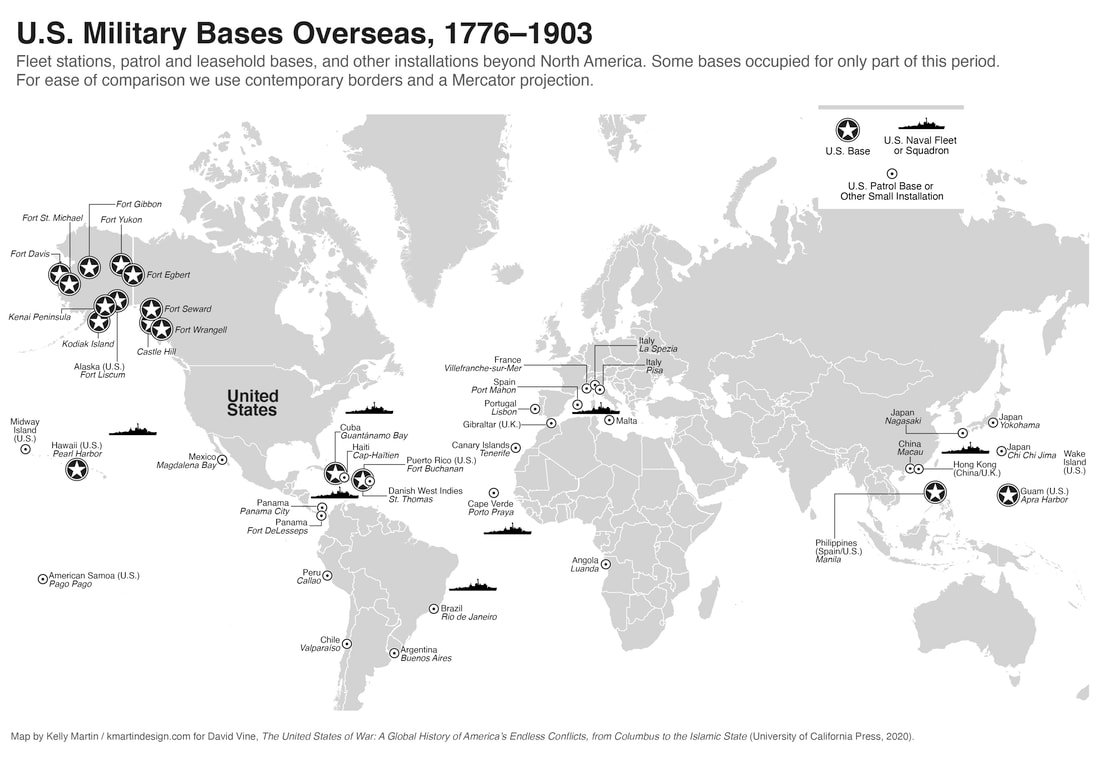 U.S. Military Bases Overseas, 1776–1903
Fleet stations, patrol and leasehold bases, and other installations beyond North America. Some bases occupied for only part of this period.
For ease of comparison we use contemporary borders and a Mercator projection.
U.S. Base
U.S. Naval Fleet
or Squadron
U.S. Patrol Base or
Other Small Installation
Fort Gibbon
Fort St. Michael
Fort Yukon
Fort Davis
Fort Egbert
Kenai Peninsula
Fort Seward
Fort Wrangell
Kodiak Island
Castle Hill
Alaska (U.S.)
Fort Liscum
United
States
Midway
Island
(U.S.)
Hawaii (U.S.)
Pearl Harbor
Mexico
Magdalena Bay
Cuba
Guantánamo Bay
Haiti
Cap-Haïtien
Puerto Rico (U.S.)
Fort Buchanan
Danish West Indies
St. Thomas
Panama
Panama City
Panama
Fort DeLesseps
American Samoa (U.S.)
Pago Pago
Peru
Callao
Brazil
Rio de Janeiro
Chile
Valparaíso
Argentina
Buenos Aires
Italy
La Spezia
France
Villefranche-sur-Mer
Italy
Pisa
Spain
Port Mahon
Portugal
Lisbon
Gibraltar (U.K.)
Malta
Canary Islands
Tenerife
Cape Verde
Porto Praya
Angola
Luanda
Japan
Nagasaki
Japan
Yokohama
China
Macau
Japan
Chi Chi Jima
Wake
Island
(U.S.)
Hong Kong
(China/U.K.)
Guam (U.S.)
Apra Harbor
Philippines
(Spain/U.S.)
Manila
Map by Kelly Martin / kmartindesign.com for David Vine, The United States of War: A Global History of America's Endless Conflicts, from Columbus to the Islamic State (University of California Press, 2020).